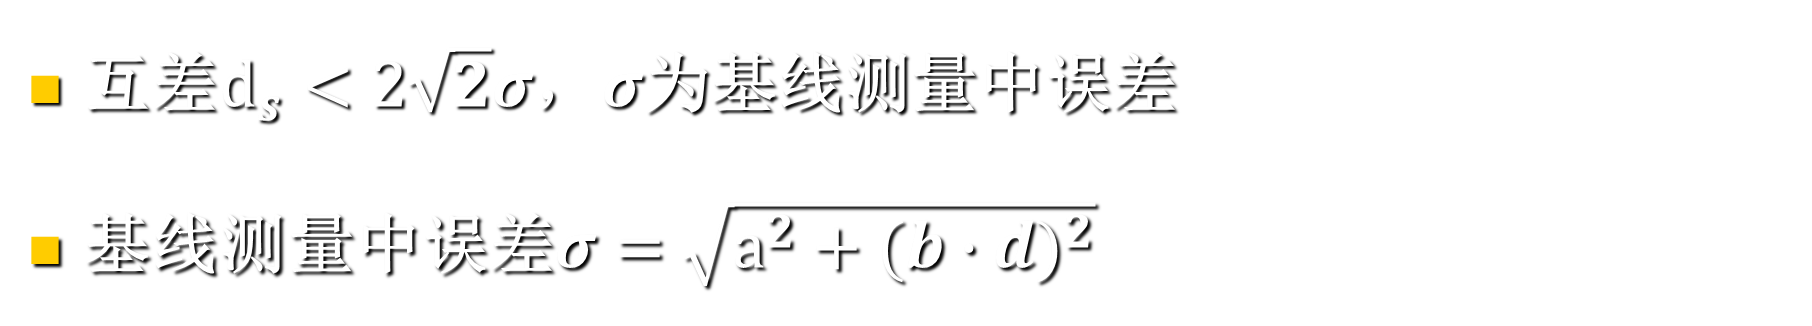 互差d_s < 2√2σ，σ为基线测量中误差
基线测量中误差σ = √(a² + (b · d)²)